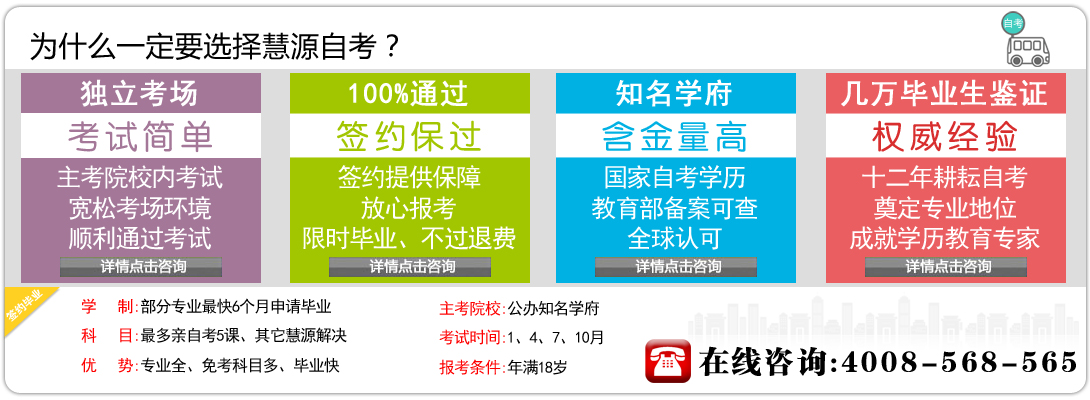 为什么一定要选择慧源自考？
自考
独立考场
考试简单
主考院校内考试
宽松考场环境
顺利通过考试
详情点击咨询
100%通过
签约保过
签约提供保障
放心报考
限时毕业、不过退费
详情点击咨询
知名学府
含金量高
国家自考学历
教育部备案可查
全球认可
详情点击咨询
几万毕业生鉴证
权威经验
十二年耕耘自考
奠定专业地位
成就学历教育专家
详情点击咨询
签约毕业
学 制:部分专业最快6个月申请毕业
科 目:最多亲自考5课、其它慧源解决
优 势:专业全、免考科目多、毕业快
主考院校:公办知名学府
考试时间:1、4、7、10月
报考条件:年满18岁
在线咨询:4008-568-565